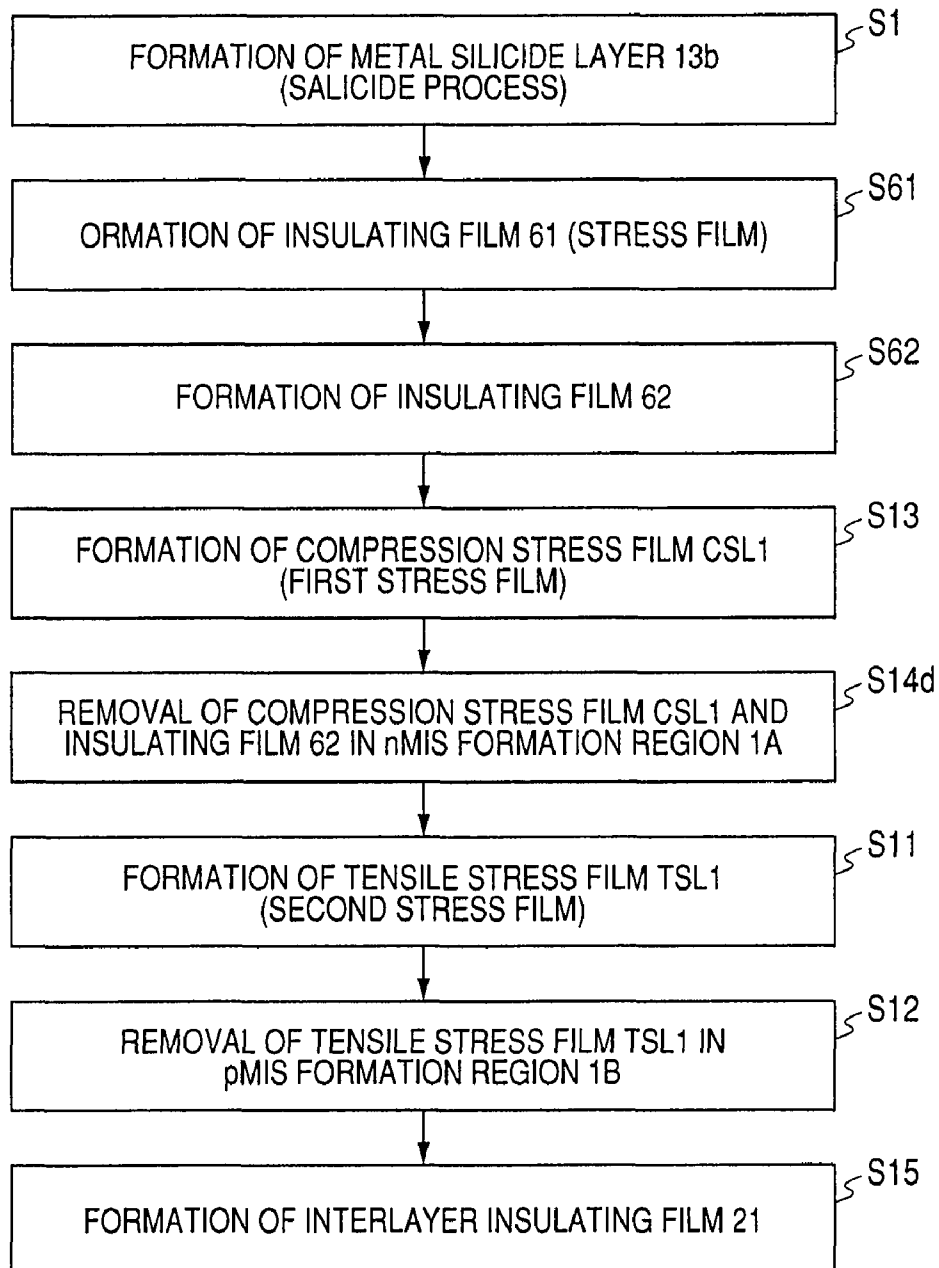 S1
FORMATION OF METAL SILICIDE LAYER 13b
(SALICIDE PROCESS)
S61
ORMATION OF INSULATING FILM 61 (STRESS FILM)
S62
FORMATION OF INSULATING FILM 62
S13
FORMATION OF COMPRESSION STRESS FILM CSL1
(FIRST STRESS FILM)
S14d
REMOVAL OF COMPRESSION STRESS FILM CSL1 AND
INSULATING FILM 62 IN nMIS FORMATION REGION 1A
S11
FORMATION OF TENSILE STRESS FILM TSL1
(SECOND STRESS FILM)
S12
REMOVAL OF TENSILE STRESS FILM TSL1 IN
pMIS FORMATION REGION 1B
S15
FORMATION OF INTERLAYER INSULATING FILM 21